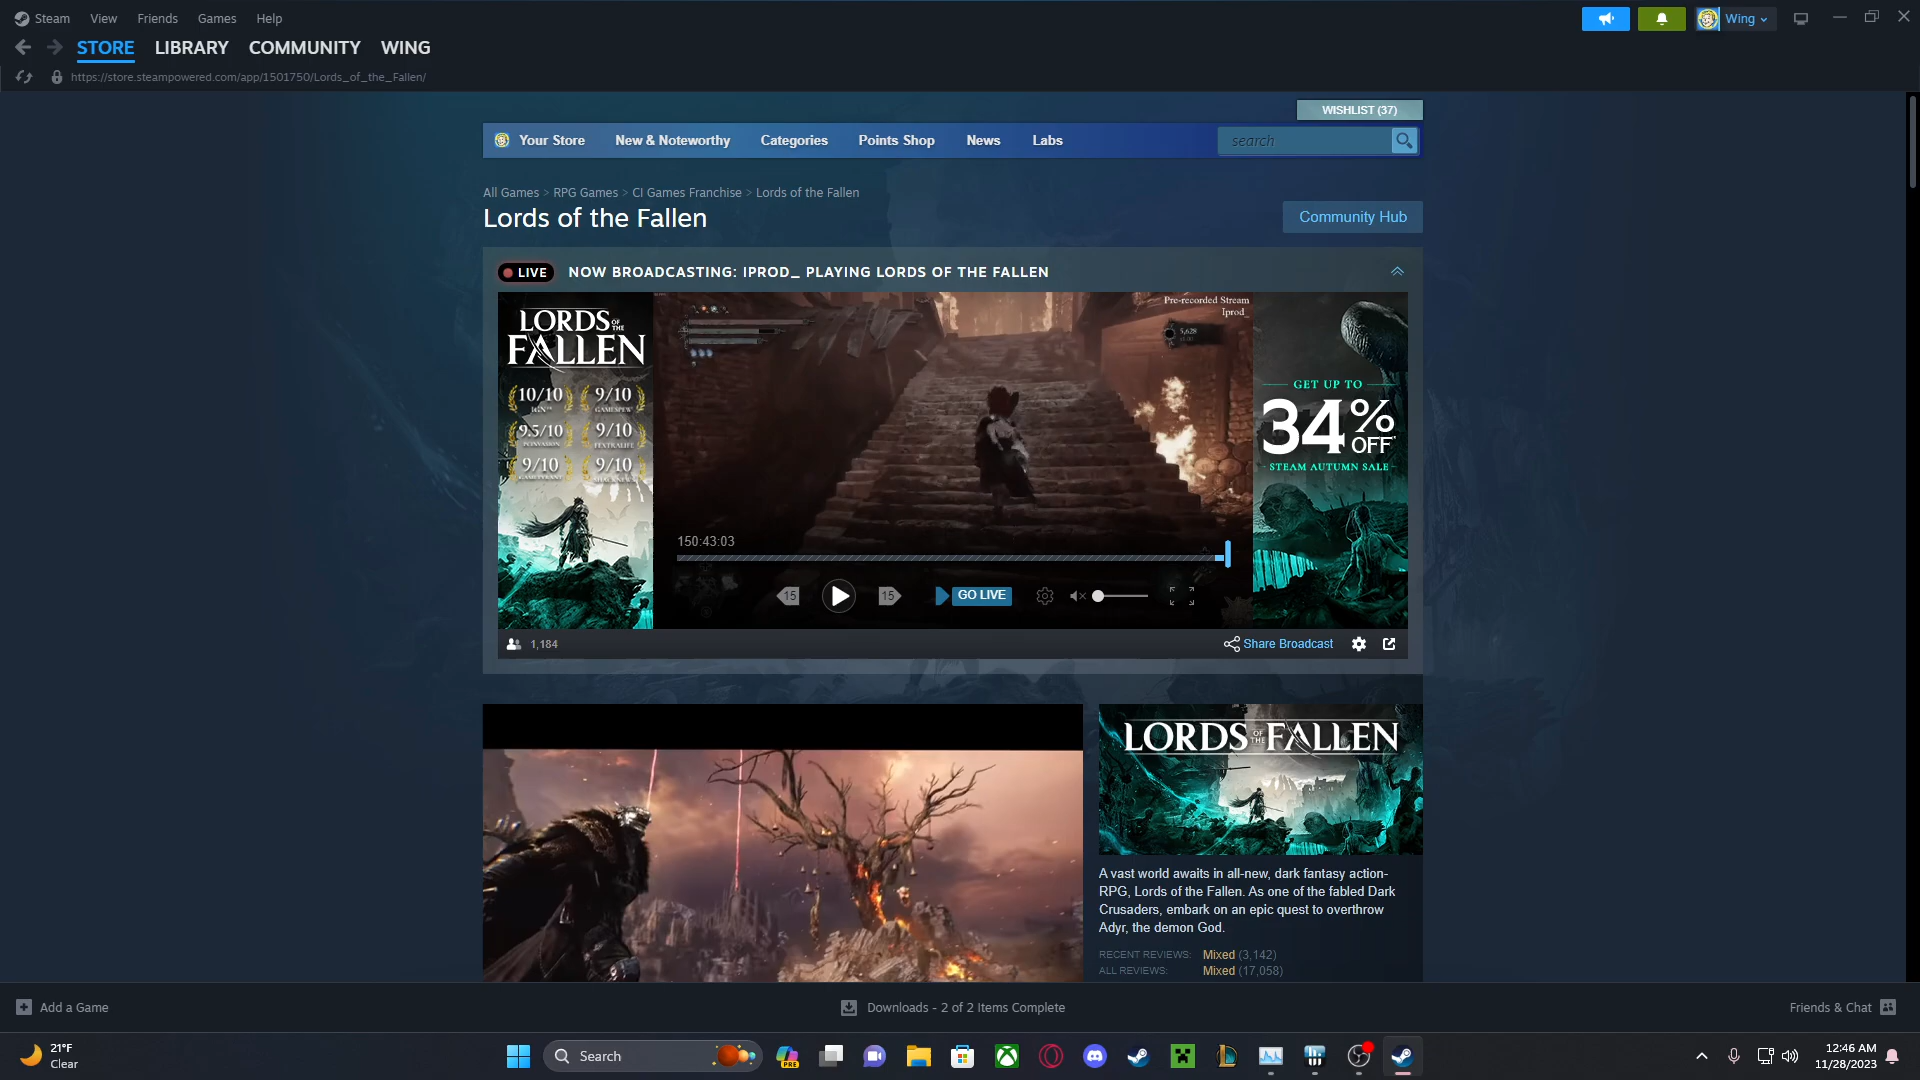 Steam View Friends Games Help
Wing
STORE LIBRARY COMMUNITY WING
https://store.steampowered.com/app/1501750/Lords_of_the_Fallen/
WISHLIST (37)
Your Store New & Noteworthy Categories Points Shop News Labs
search
All Games > RPG Games > CI Games Franchise > Lords of the Fallen
Lords of the Fallen
Community Hub
LIVE NOW BROADCASTING: IPROD_ PLAYING LORDS OF THE FALLEN
LORDS OF THE
FALLEN
10/10 9/10
IGN GAMESPEW
9.5/10 9/10
FEXTRALIFE
9/10 9/10
Pre-recorded Stream
Iprod_
5,628
GET UP TO
34% OFF*
STEAM AUTUMN SALE
150:43:03
15 15 GO LIVE
1,184
Share Broadcast
LORDS OF THE FALLEN
A vast world awaits in all-new, dark fantasy action-
RPG, Lords of the Fallen. As one of the fabled Dark
Crusaders, embark on an epic quest to overthrow
Adyr, the demon God.
RECENT REVIEWS: Mixed (3,142)
ALL REVIEWS: Mixed (17,058)
Add a Game
Downloads - 2 of 2 Items Complete
Friends & Chat
21°F
Clear
Search
PRE
12:46 AM
11/28/2023